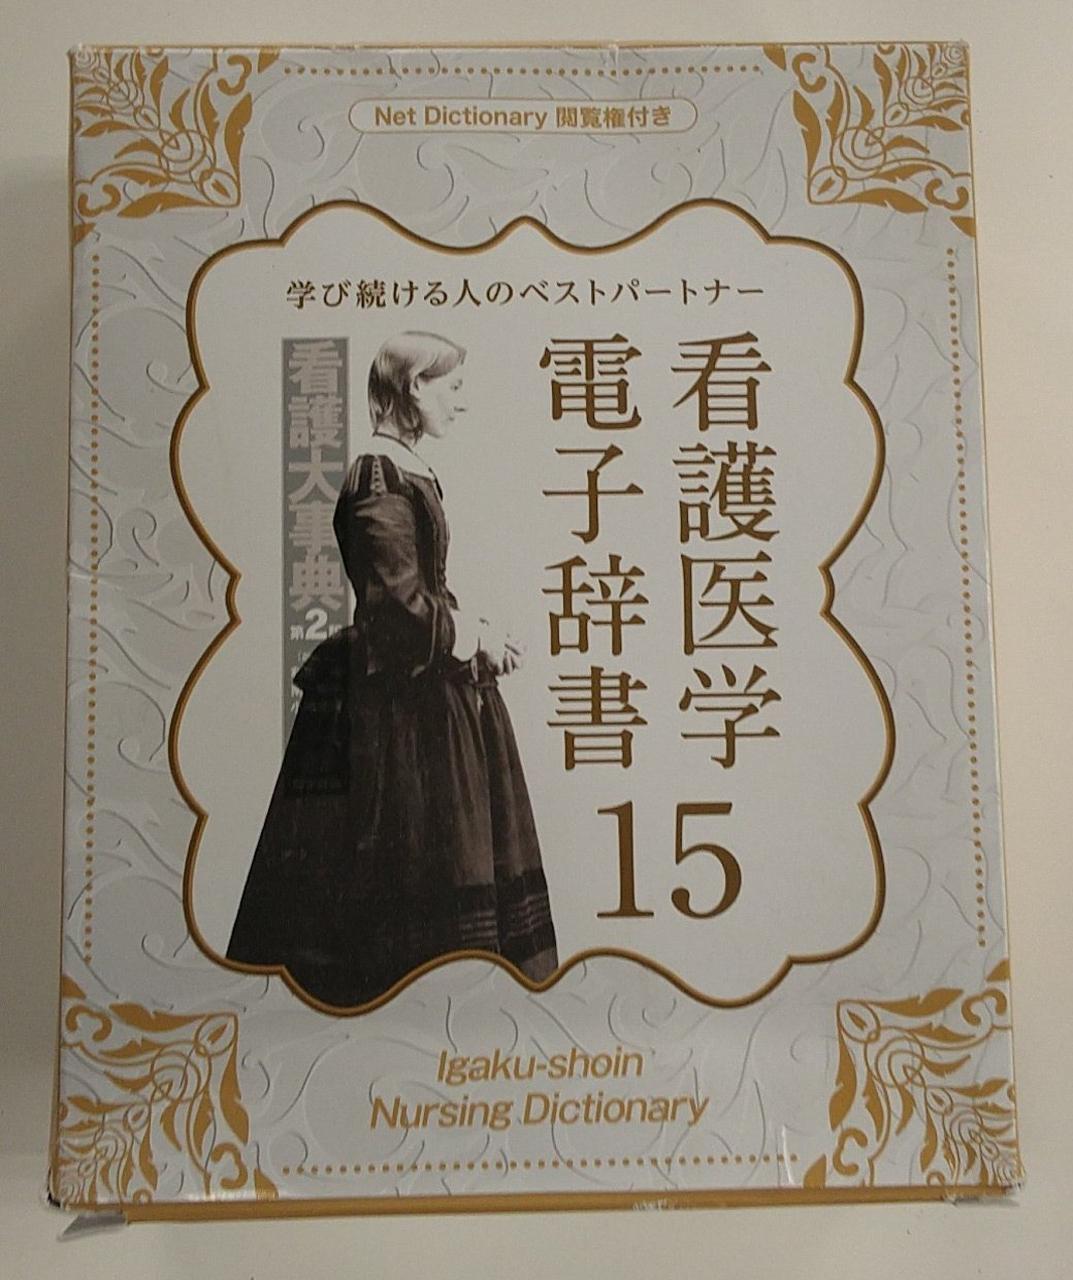 Net Dictionary 閲覧権付き
学び続ける人のベストパートナー
看護医学
電子辞書
15
看護大事典
第2版
Igaku-shoin
Nursing Dictionary